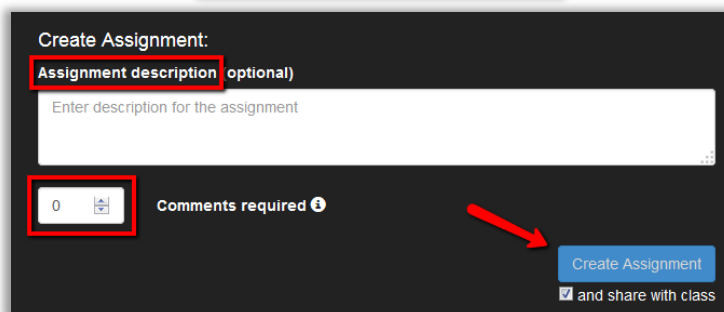 Create Assignment:
Assignment description (optional)
Enter description for the assignment
0
Comments required
Create Assignment
and share with class